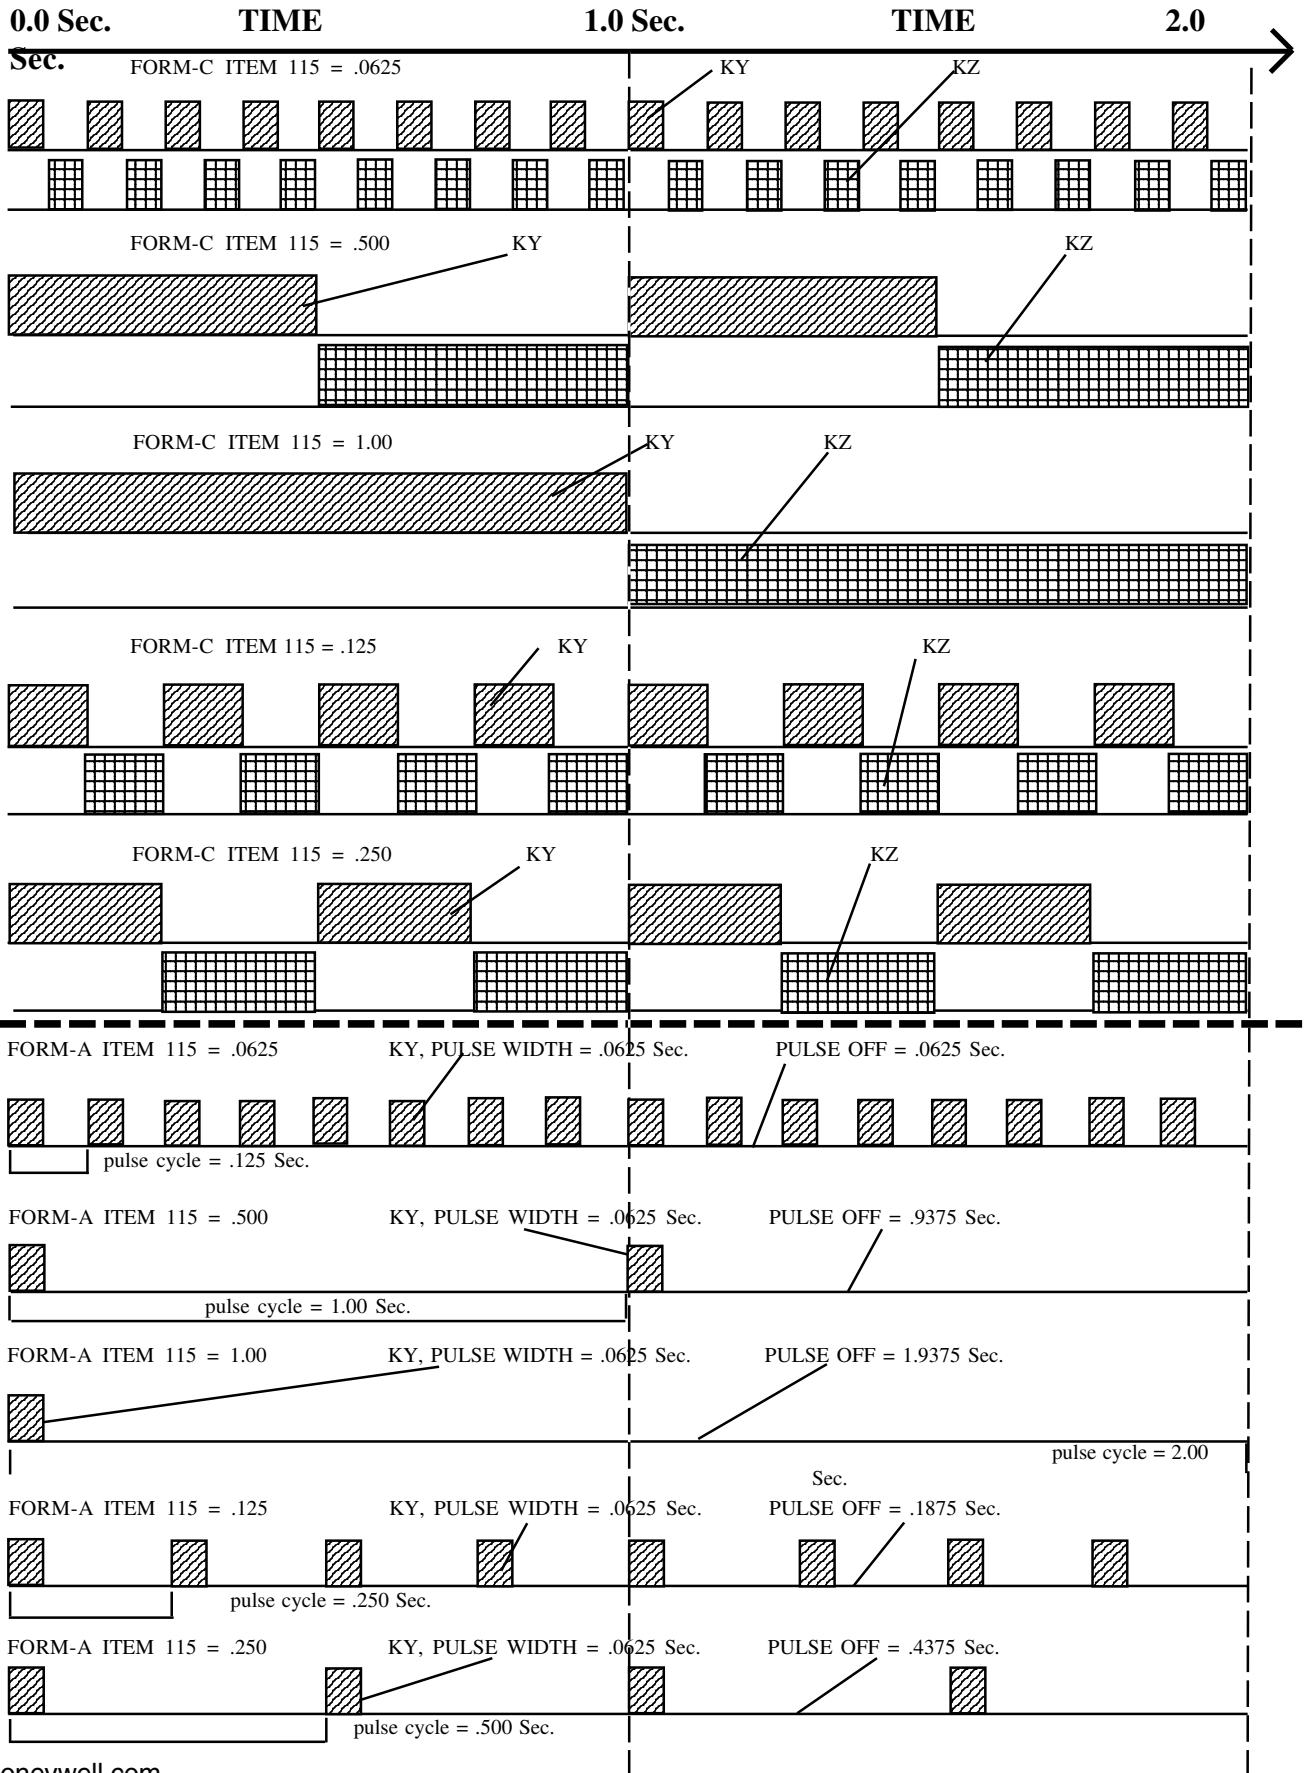 0.0 Sec. TIME 1.0 Sec. TIME 2.0
Sec.
FORM-C ITEM 115 = .0625 KY KZ
FORM-C ITEM 115 = .500 KY KZ
FORM-C ITEM 115 = 1.00 KY KZ
FORM-C ITEM 115 = .125 KY KZ
FORM-C ITEM 115 = .250 KY KZ
FORM-A ITEM 115 = .0625 KY, PULSE WIDTH = .0625 Sec. PULSE OFF = .0625 Sec.
pulse cycle = .125 Sec.
FORM-A ITEM 115 = .500 KY, PULSE WIDTH = .0625 Sec. PULSE OFF = .9375 Sec.
pulse cycle = 1.00 Sec.
FORM-A ITEM 115 = 1.00 KY, PULSE WIDTH = .0625 Sec. PULSE OFF = 1.9375 Sec.
pulse cycle = 2.00
Sec.
FORM-A ITEM 115 = .125 KY, PULSE WIDTH = .0625 Sec. PULSE OFF = .1875 Sec.
pulse cycle = .250 Sec.
FORM-A ITEM 115 = .250 KY, PULSE WIDTH = .0625 Sec. PULSE OFF = .4375 Sec.
pulse cycle = .500 Sec.
oneywell.com